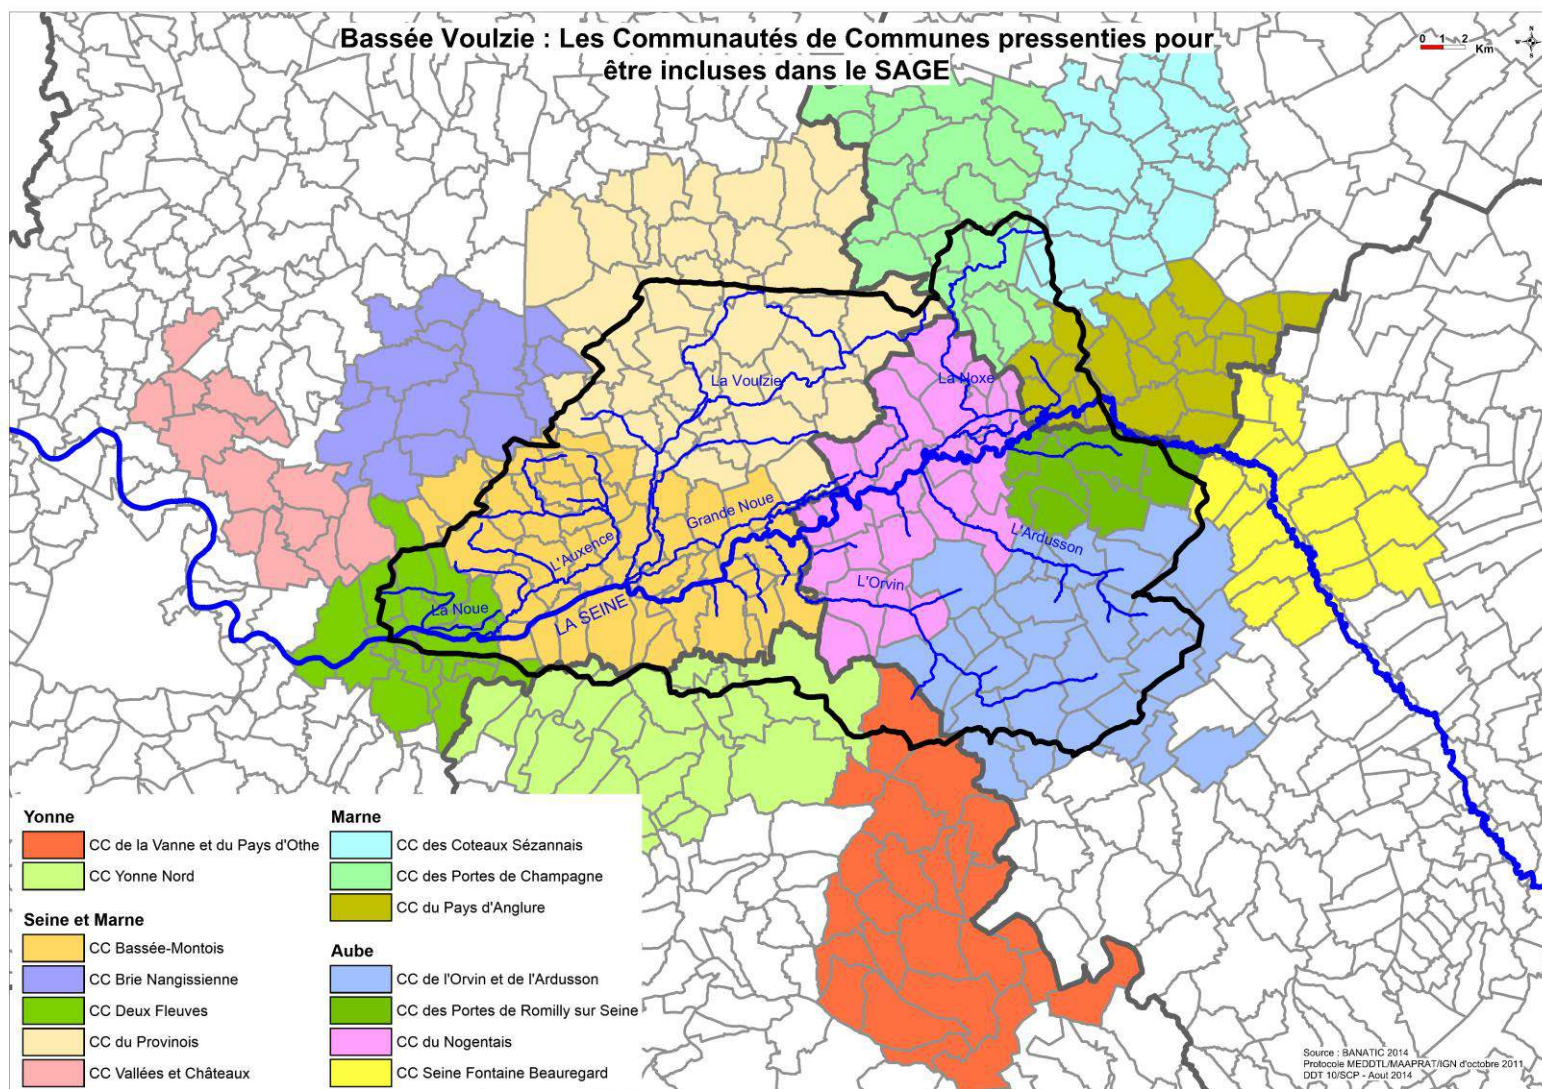 Bassée Voulzie : Les Communautés de Communes pressenties pour
être incluses dans le SAGE
0 1 2
Km
La Voulzie
La Noxe
Grande Noue
L'Auxence
L'Ardusson
L'Orvin
La Noue
LA SEINE
Yonne
CC de la Vanne et du Pays d'Othe
CC Yonne Nord
Seine et Marne
CC Bassée-Montois
CC Brie Nangissienne
CC Deux Fleuves
CC du Provinois
CC Vallées et Châteaux
Marne
CC des Coteaux Sézannais
CC des Portes de Champagne
CC du Pays d'Anglure
Aube
CC de l'Orvin et de l'Ardusson
CC des Portes de Romilly sur Seine
CC du Nogentais
CC Seine Fontaine Beauregard
Source : BANATIC 2014
Protocole MEDDTL/MAAPRAT/IGN d'octobre 2011
DDT 10/SCP - Aout 2014